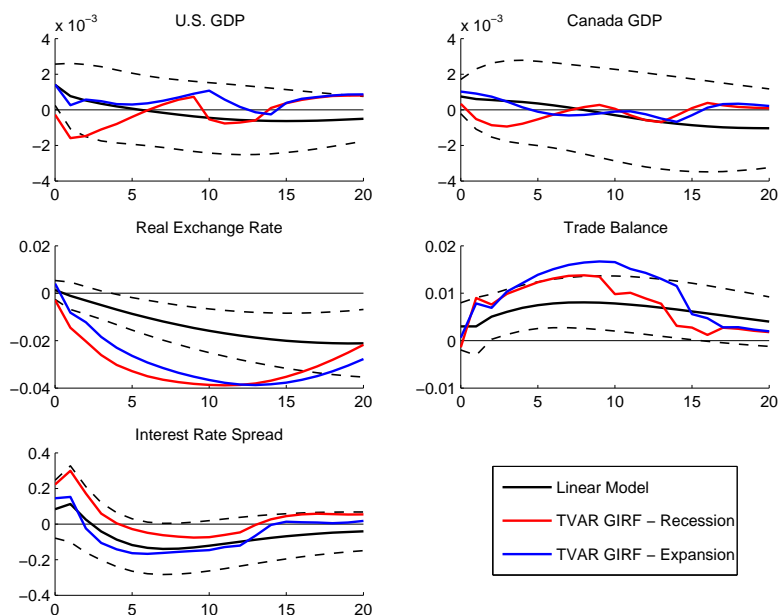 U.S. GDP
x 10⁻³
4
2
0
−2
−4
0 5 10 15 20
Canada GDP
x 10⁻³
4
2
0
−2
−4
0 5 10 15 20
Real Exchange Rate
0.02
0
−0.02
−0.04
0 5 10 15 20
Trade Balance
0.02
0.01
0
−0.01
0 5 10 15 20
Interest Rate Spread
0.4
0.2
0
−0.2
−0.4
0 5 10 15 20
Linear Model
TVAR GIRF − Recession
TVAR GIRF − Expansion